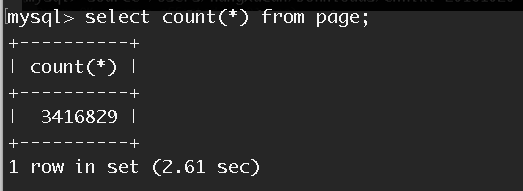 mysql> select count(*) from page;
+----------+
| count(*) |
+----------+
|  3416829 |
+----------+
1 row in set (2.61 sec)